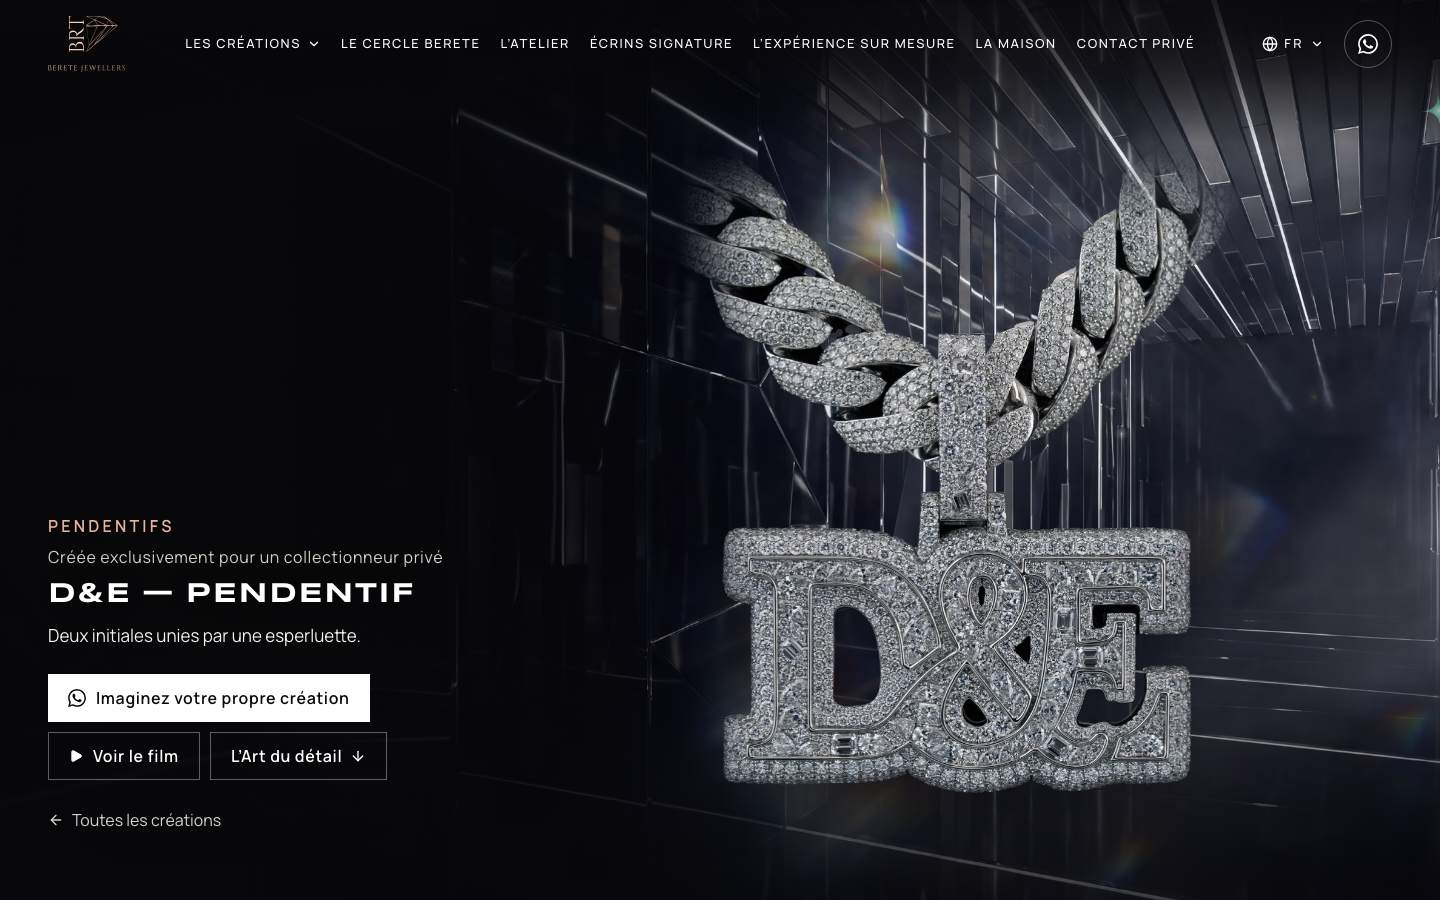 BRT
BERETE JEWELLERS
LES CRÉATIONS
LE CERCLE BERETE
L'ATELIER
ÉCRINS SIGNATURE
L'EXPÉRIENCE SUR MESURE
LA MAISON
CONTACT PRIVÉ
FR
D&E
PENDENTIFS
Créée exclusivement pour un collectionneur privé
D&E — PENDENTIF
Deux initiales unies par une esperluette.
Imaginez votre propre création
Voir le film
L'Art du détail ↓
← Toutes les créations